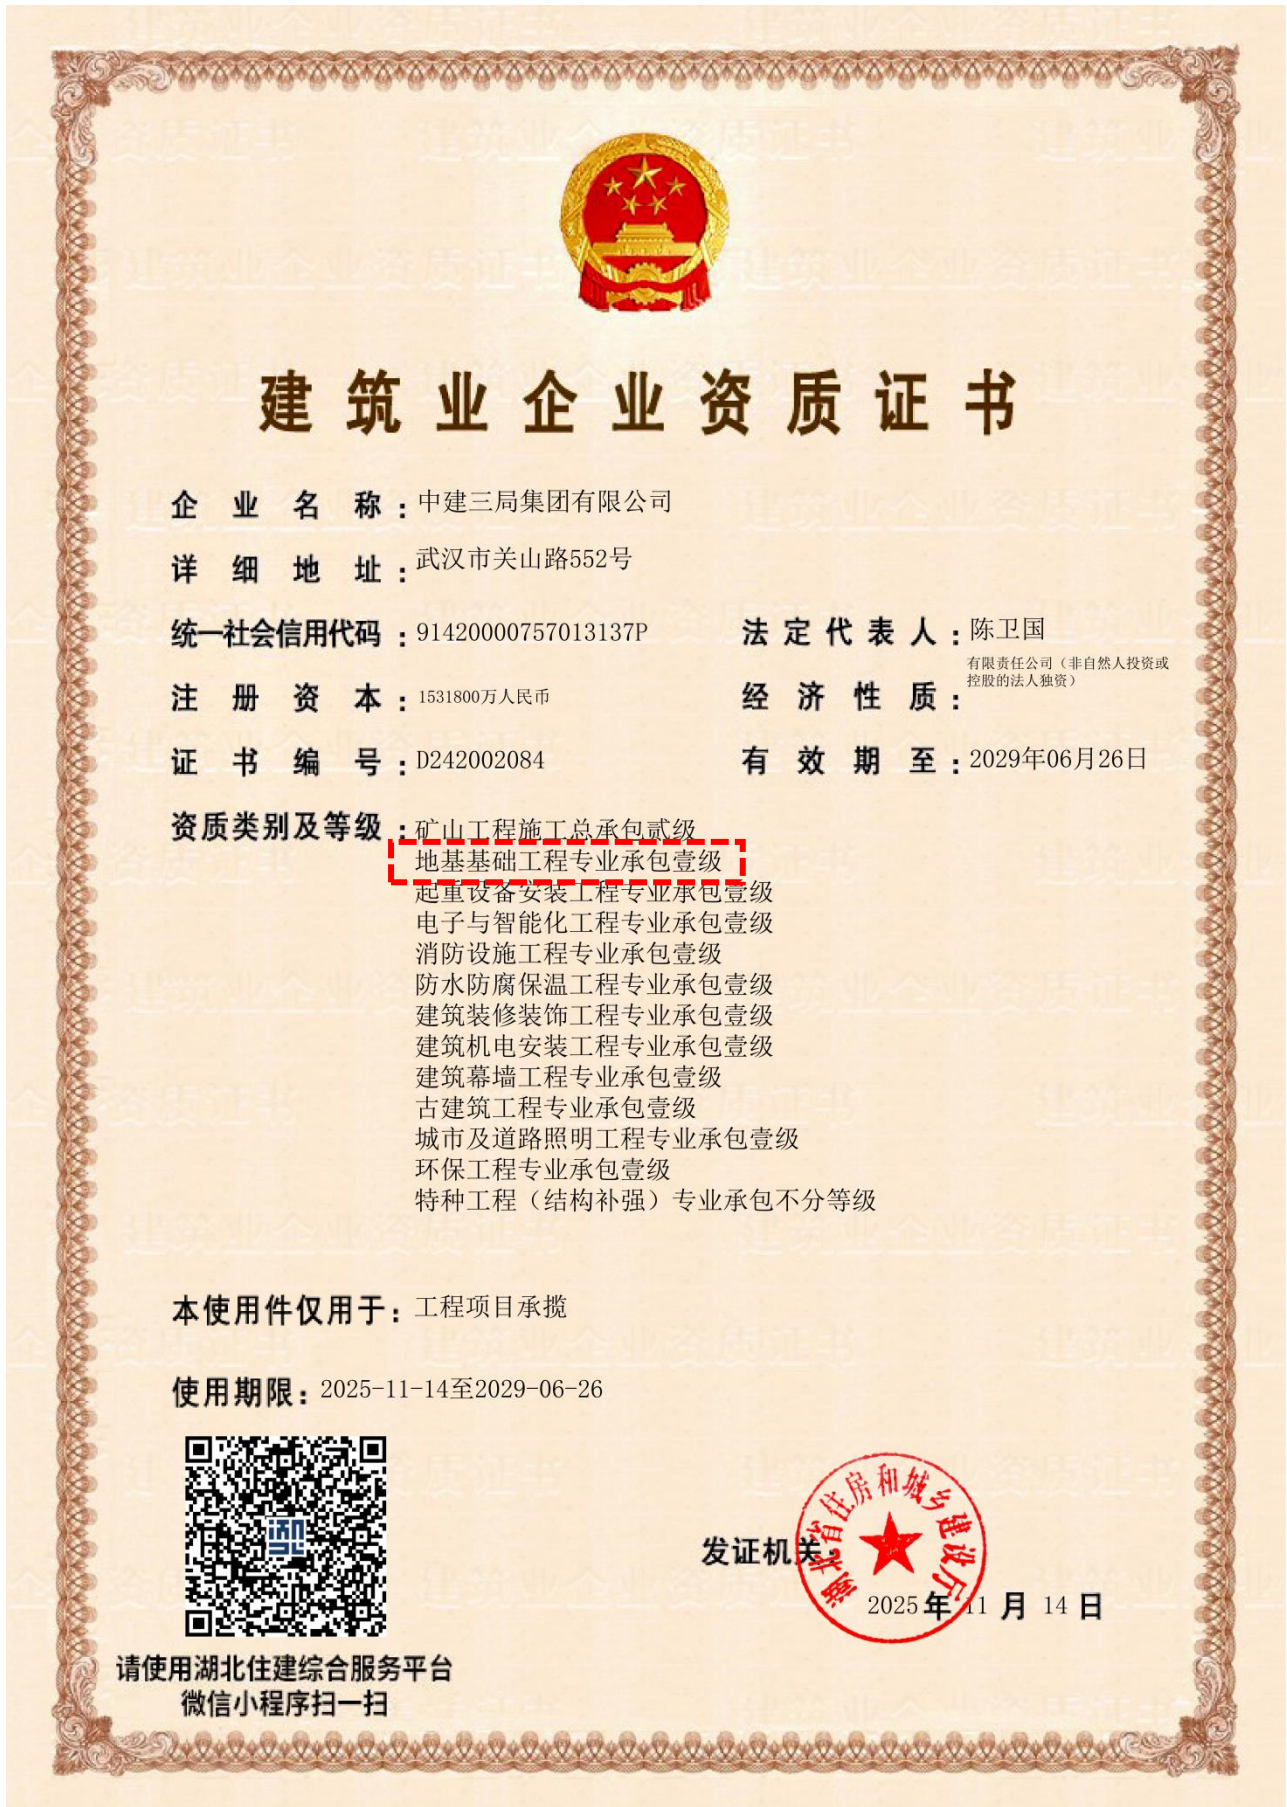 建筑业企业资质证书
企业名称：中建三局集团有限公司
详细地址：武汉市关山路552号
统一社会信用代码：91420000757013137P
法定代表人：陈卫国
注册资本：1531800万人民币
经济性质：有限责任公司（非自然人投资或
控股的法人独资）
证书编号：D242002084
有效期至：2029年06月26日
资质类别及等级：矿山工程施工总承包贰级
地基基础工程专业承包壹级
起重设备安装工程专业承包壹级
电子与智能化工程专业承包壹级
消防设施工程专业承包壹级
防水防腐保温工程专业承包壹级
建筑装修装饰工程专业承包壹级
建筑机电安装工程专业承包壹级
建筑幕墙工程专业承包壹级
古建筑工程专业承包壹级
城市及道路照明工程专业承包壹级
环保工程专业承包壹级
特种工程（结构补强）专业承包不分等级
本使用件仅用于：工程项目承揽
使用期限：2025-11-14至2029-06-26
发证机关：
湖北省住房和城乡建设厅
2025年11月14日
请使用湖北住建综合服务平台
微信小程序扫一扫